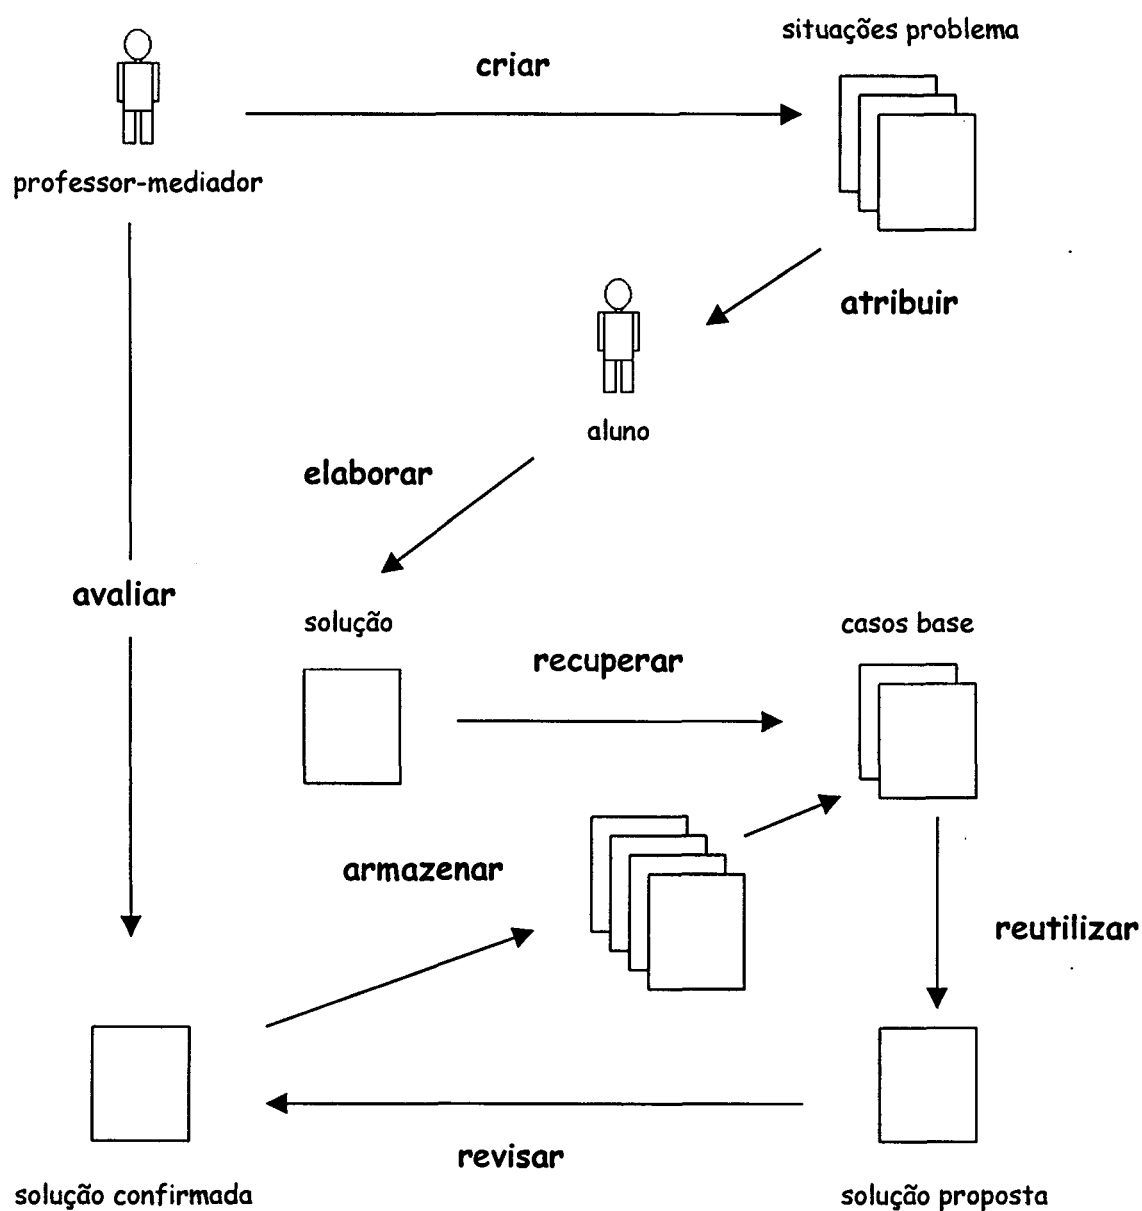 situações problema
criar
professor-mediador
atribuir
aluno
elaborar
avaliar
solução
casos base
recuperar
armazenar
reutilizar
revisar
solução confirmada
solução proposta